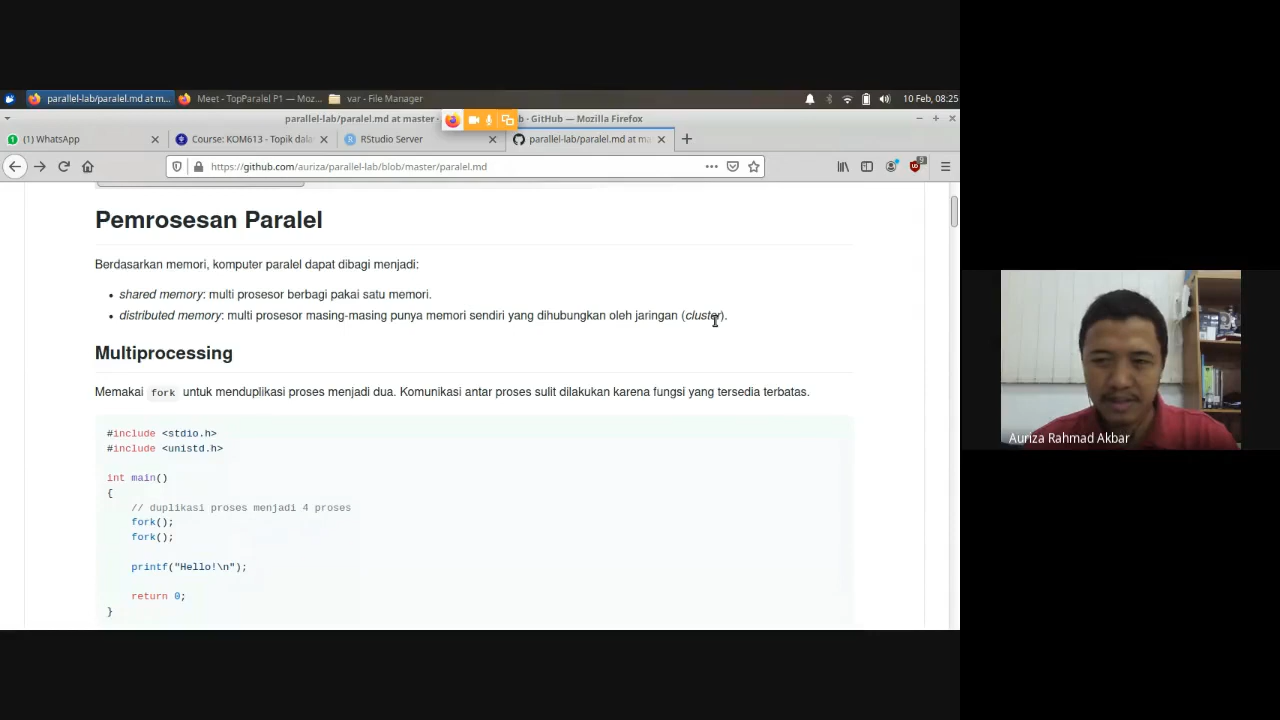 parallel-lab/paralel.md at m...
Meet - TopParalel P1 — Moz...
var - File Manager
10 Feb, 08:25
parallel-lab/paralel.md at master -
b · GitHub — Mozilla Firefox
(1) WhatsApp
Course: KOM613 - Topik dala
RStudio Server
parallel-lab/paralel.md at ma
https://github.com/auriza/parallel-lab/blob/master/paralel.md
Pemrosesan Paralel
Berdasarkan memori, komputer paralel dapat dibagi menjadi:
• shared memory: multi prosesor berbagi pakai satu memori.
• distributed memory: multi prosesor masing-masing punya memori sendiri yang dihubungkan oleh jaringan (cluster).
Multiprocessing
Memakai fork untuk menduplikasi proses menjadi dua. Komunikasi antar proses sulit dilakukan karena fungsi yang tersedia terbatas.
#include <stdio.h>
#include <unistd.h>
int main()
{
// duplikasi proses menjadi 4 proses
fork();
fork();
printf("Hello!\n");
return 0;
}
Auriza Rahmad Akbar